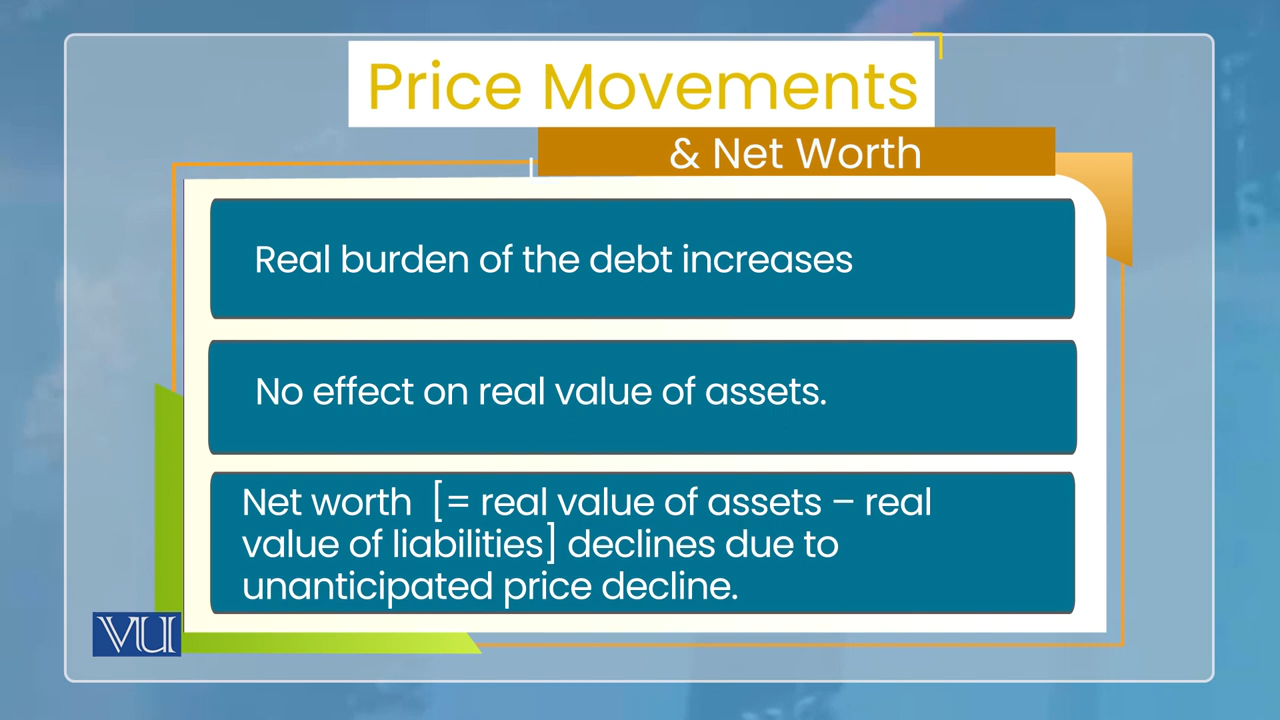 Price Movements
& Net Worth
Real burden of the debt increases
No effect on real value of assets.
Net worth [= real value of assets – real
value of liabilities] declines due to
unanticipated price decline.
VU